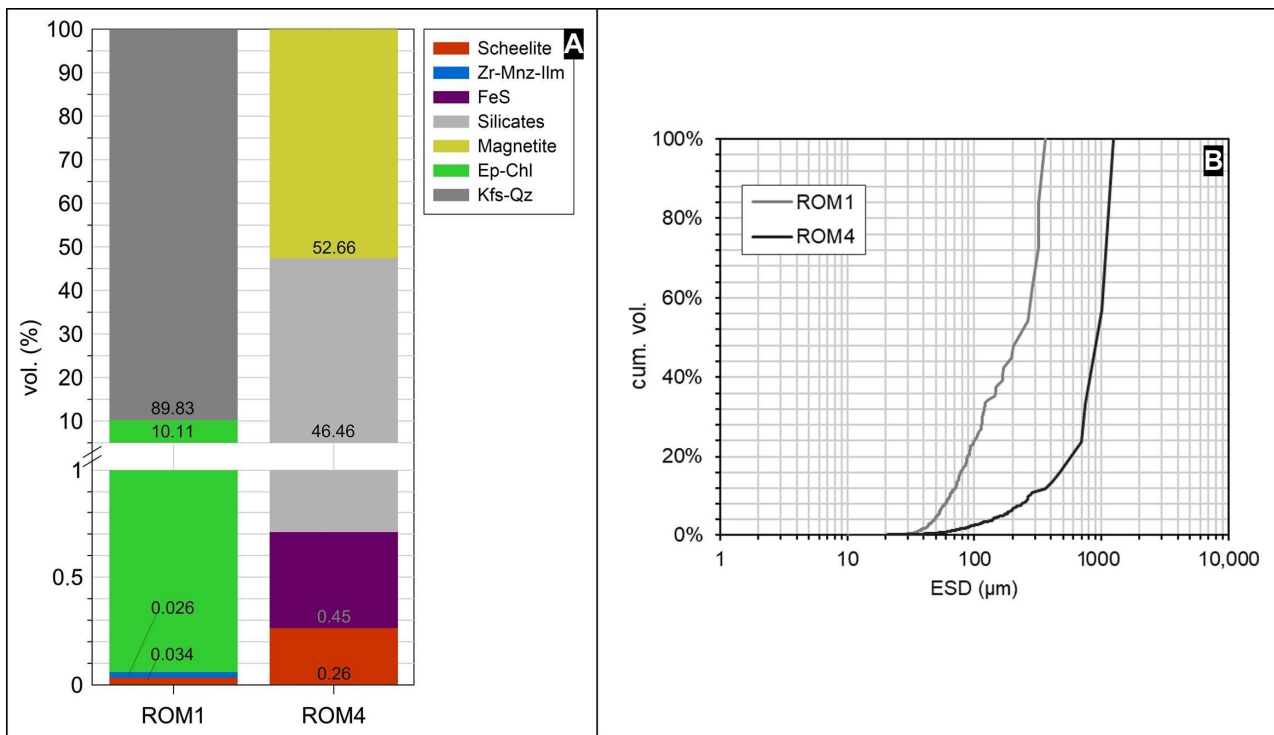 A
vol. (%)
100
90
80
70
60
50
40
30
20
10
1
0.5
0
89.83
10.11
0.026
0.034
52.66
46.46
0.45
0.26
ROM1 ROM4
Scheelite
Zr-Mnz-Ilm
FeS
Silicates
Magnetite
Ep-Chl
Kfs-Qz
B
cum. vol.
100%
80%
60%
40%
20%
0%
ROM1
ROM4
1 10 100 1000 10,000
ESD (µm)